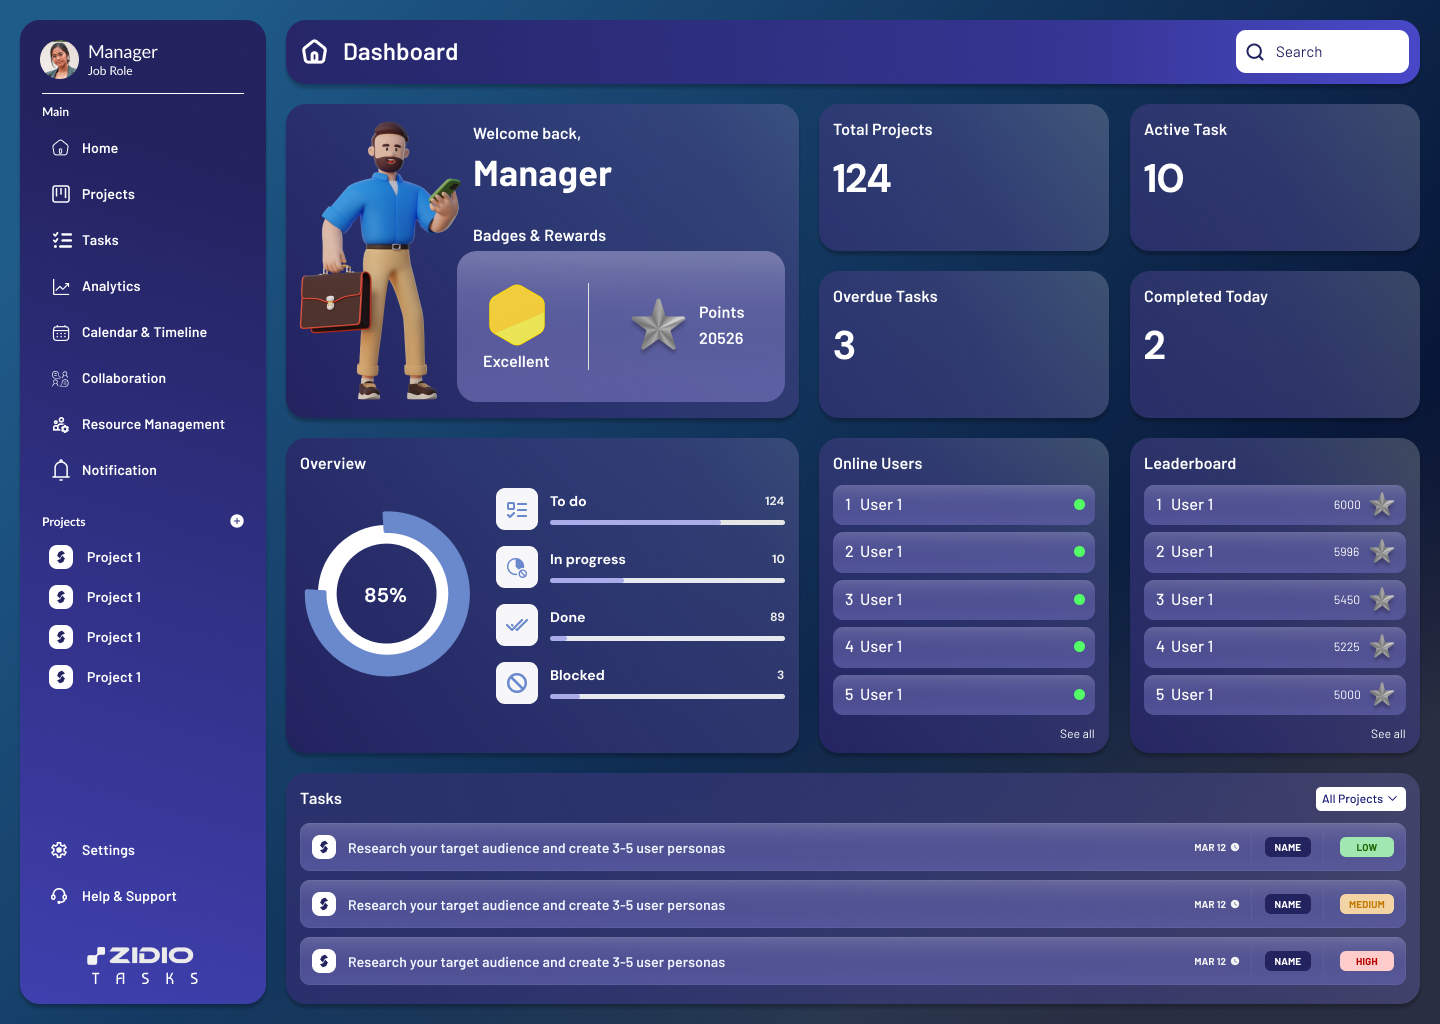 Manager
Job Role
Main
Home
Projects
Tasks
Analytics
Calendar & Timeline
Collaboration
Resource Management
Notification
Projects
Project 1
Project 1
Project 1
Project 1
Settings
Help & Support
ZIDIO
TASKS
Dashboard
Search
Welcome back,
Manager
Badges & Rewards
Excellent
Points
20526
Total Projects
124
Active Task
10
Overdue Tasks
3
Completed Today
2
Overview
85%
To do 124
In progress 10
Done 89
Blocked 3
Online Users
1 User 1
2 User 1
3 User 1
4 User 1
5 User 1
See all
Leaderboard
1 User 1 6000
2 User 1 5996
3 User 1 5450
4 User 1 5225
5 User 1 5000
See all
Tasks
All Projects
Research your target audience and create 3-5 user personas MAR 12 NAME LOW
Research your target audience and create 3-5 user personas MAR 12 NAME MEDIUM
Research your target audience and create 3-5 user personas MAR 12 NAME HIGH